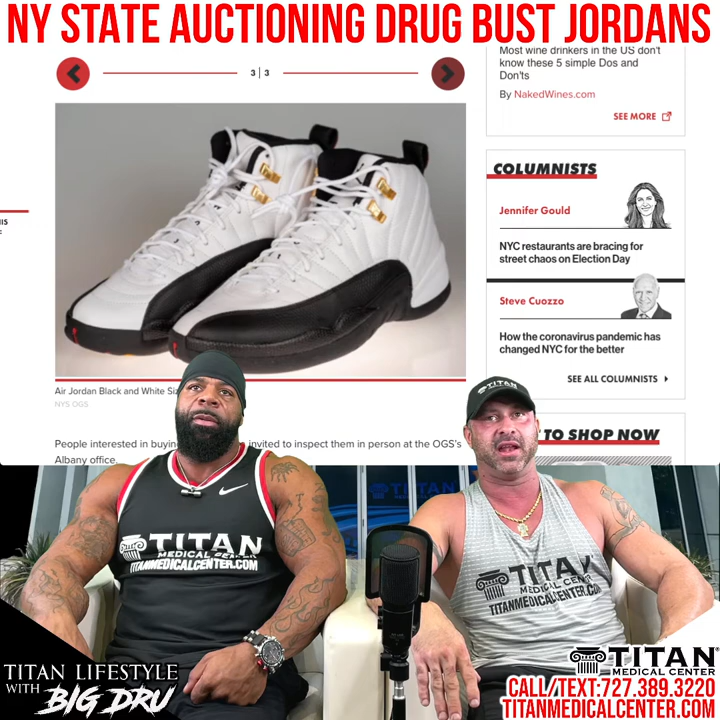 NY STATE AUCTIONING DRUG BUST JORDANS
3 | 3
Most wine drinkers in the US don't
know these 5 simple Dos and
Don'ts
By NakedWines.com
SEE MORE
COLUMNISTS
Jennifer Gould
NYC restaurants are bracing for
street chaos on Election Day
Steve Cuozzo
How the coronavirus pandemic has
changed NYC for the better
SEE ALL COLUMNISTS
Air Jordan Black and White
NYS OGS
TO SHOP NOW
People interested in invited to inspect them in person at the OGS's
Albany office.
TITAN
TITAN
TITAN
MEDICAL CENTER
TITANMEDICALCENTER.COM
TITAN
MEDICAL CEN
TITANMEDICALCENTER.CO
TITAN LIFESTYLE
WITH BIG DRU
TITAN
MEDICAL CENTER
CALL/TEXT:727.389.3220
TITANMEDICALCENTER.COM